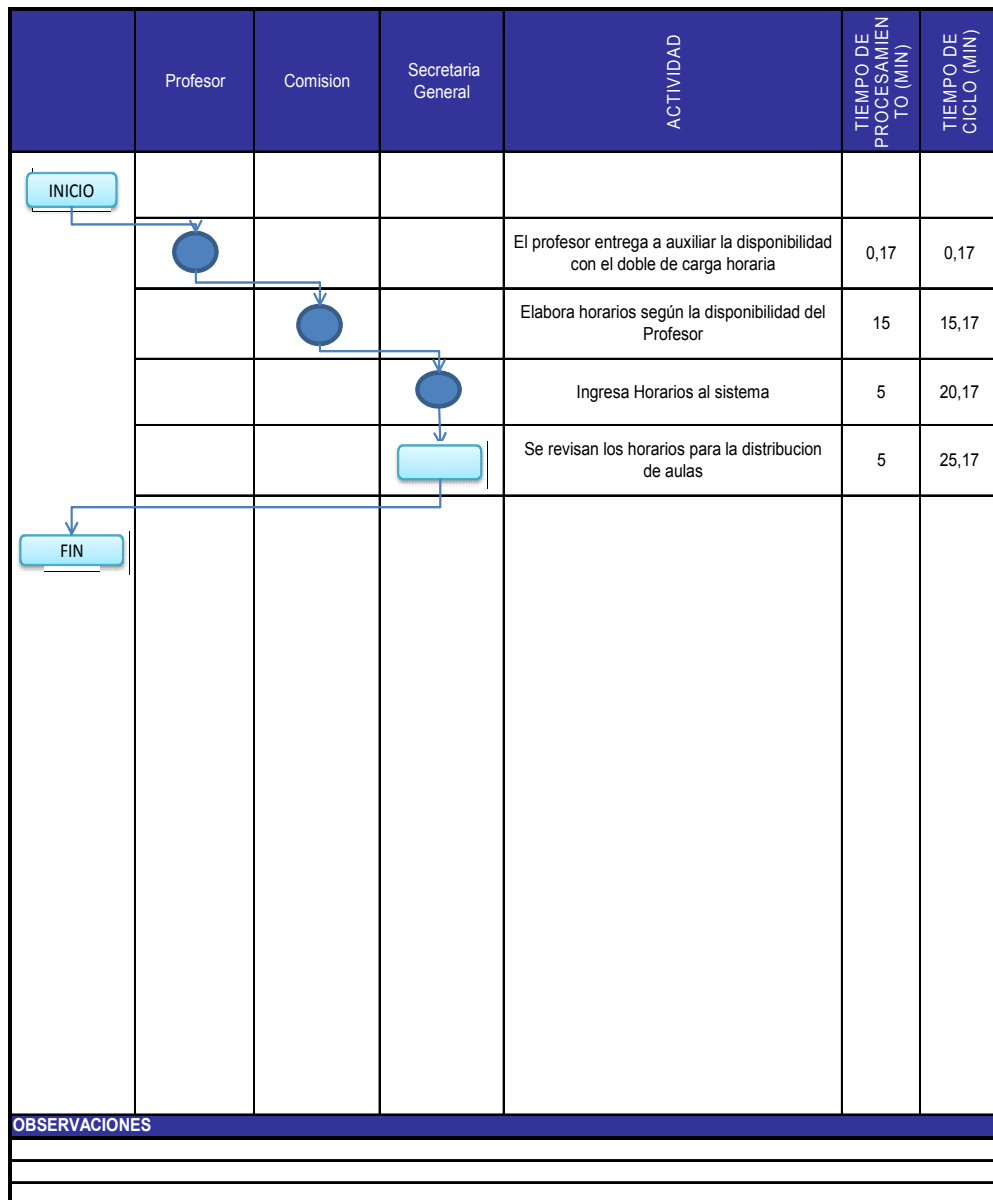 Profesor
Comision
Secretaria
General
ACTIVIDAD
TIEMPO DE
PROCESAMIEN
TO (MIN)
TIEMPO DE
CICLO (MIN)
INICIO
El profesor entrega a auxiliar la disponibilidad
con el doble de carga horaria
0,17
0,17
Elabora horarios según la disponibilidad del
Profesor
15
15,17
Ingresa Horarios al sistema
5
20,17
Se revisan los horarios para la distribucion
de aulas
5
25,17
FIN
OBSERVACIONES